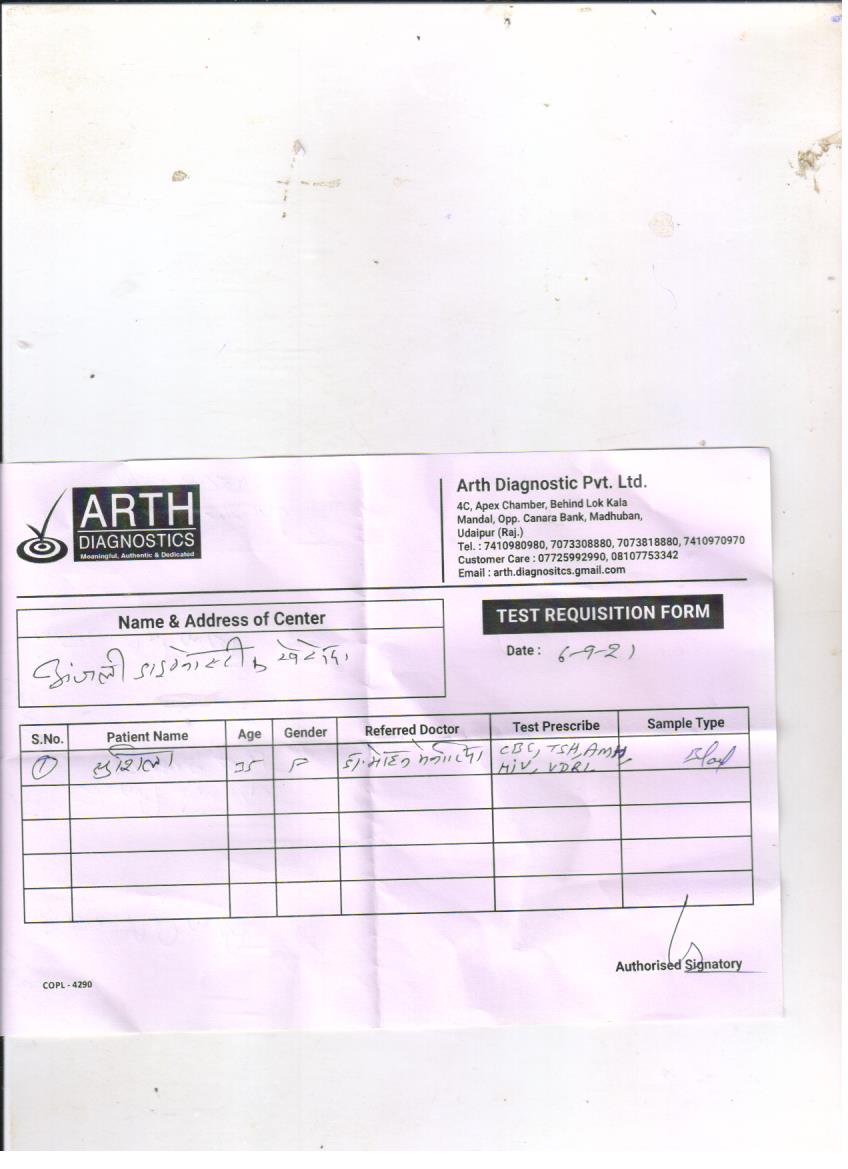 ARTH
DIAGNOSTICS
Meaningful, Authentic & Dedicated
Arth Diagnostic Pvt. Ltd.
4C, Apex Chamber, Behind Lok Kala
Mandal, Opp. Canara Bank, Madhuban,
Udaipur (Raj.)
Tel. : 7410980980, 7073308880, 7073818880, 7410970970
Customer Care : 07725992990, 08107753342
Email : arth.diagnositcs.gmail.com
Name & Address of Center
TEST REQUISITION FORM
Date : 6-9-21
S.No. Patient Name Age Gender Referred Doctor Test Prescribe Sample Type
1 सुशीला F डॉ. मोहन CBC, TSH, AMH,
HIV, VDRL
Authorised Signatory
COPL - 4290